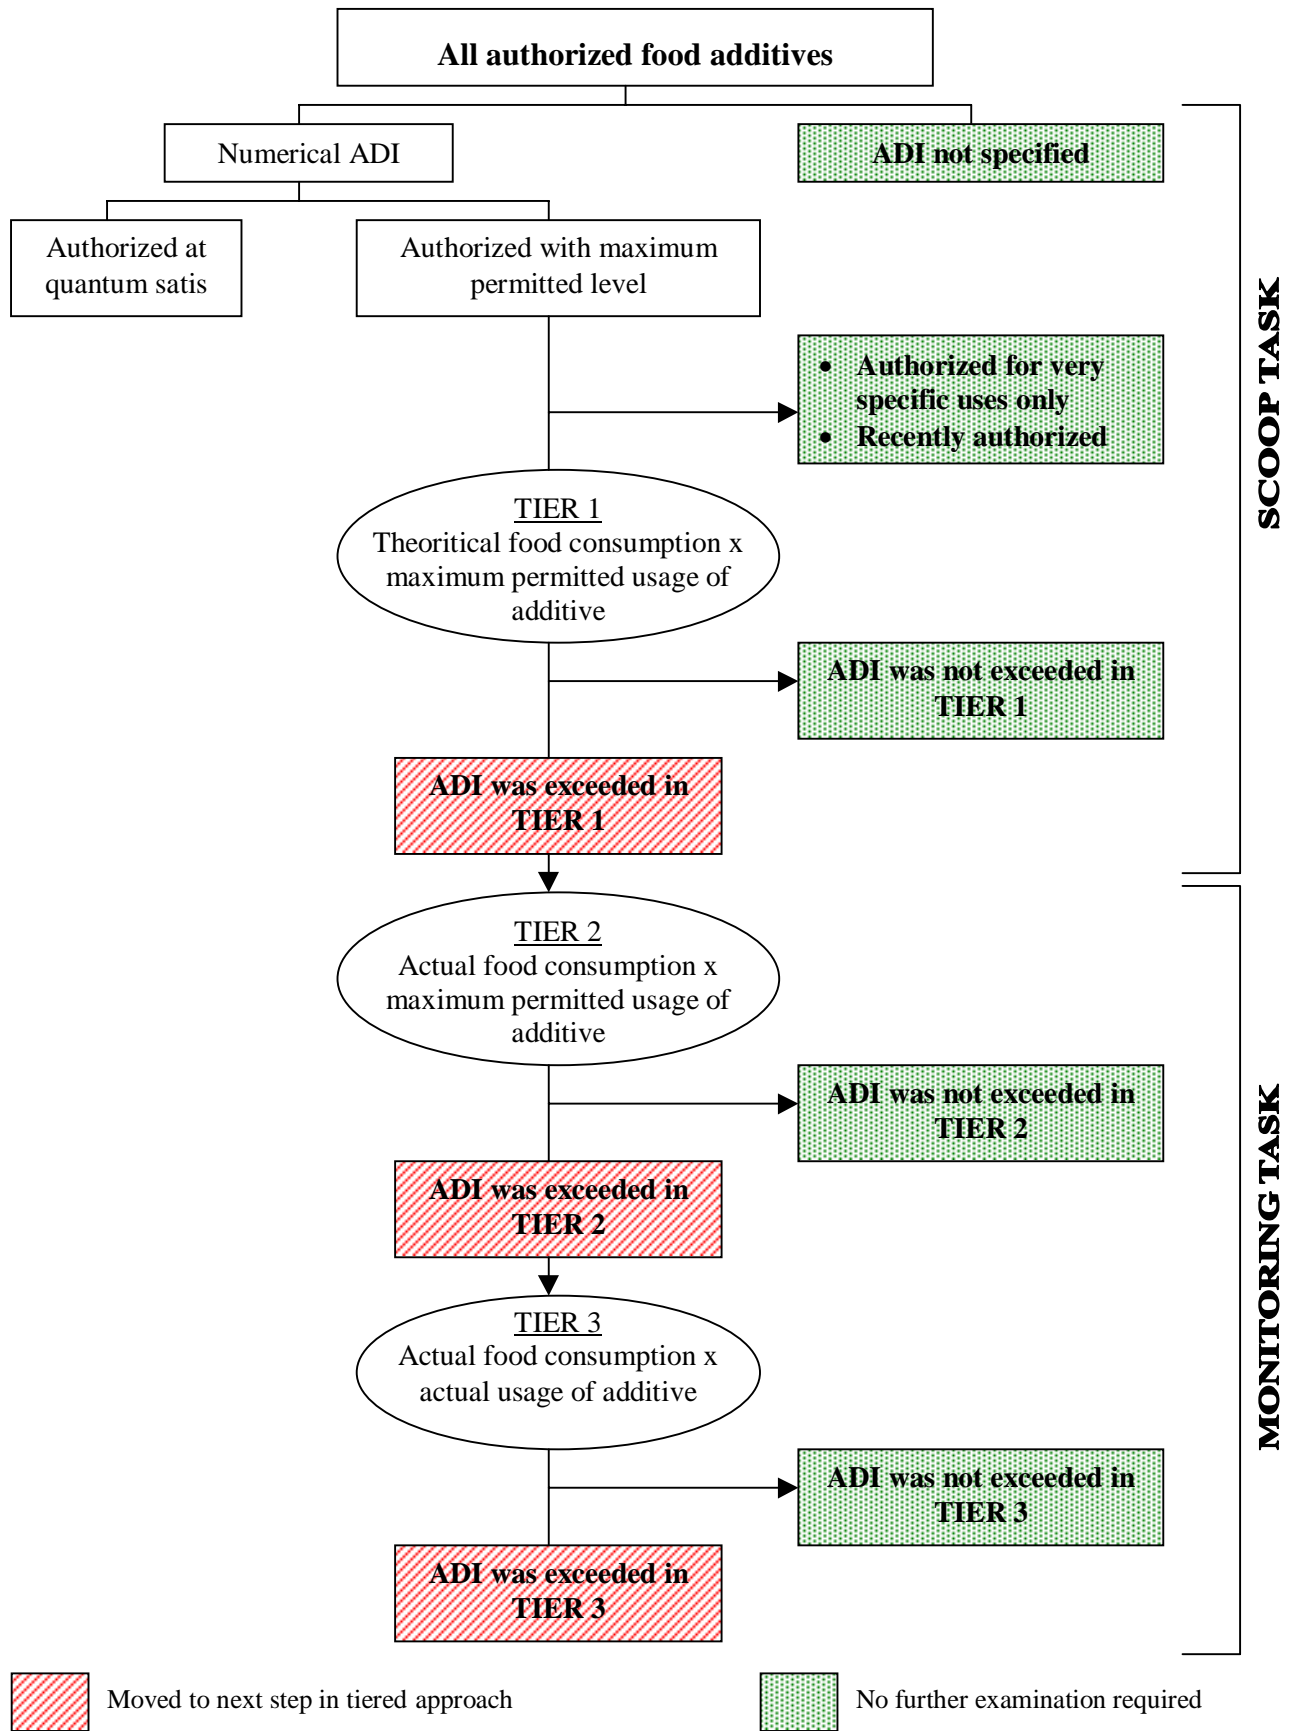 All authorized food additives
Numerical ADI
ADI not specified
Authorized at
quantum satis
Authorized with maximum
permitted level
• Authorized for very
specific uses only
• Recently authorized
TIER 1
Theoritical food consumption x
maximum permitted usage of
additive
ADI was not exceeded in
TIER 1
ADI was exceeded in
TIER 1
SCOOP TASK
TIER 2
Actual food consumption x
maximum permitted usage of
additive
ADI was not exceeded in
TIER 2
ADI was exceeded in
TIER 2
TIER 3
Actual food consumption x
actual usage of additive
ADI was not exceeded in
TIER 3
ADI was exceeded in
TIER 3
MONITORING TASK
Moved to next step in tiered approach
No further examination required